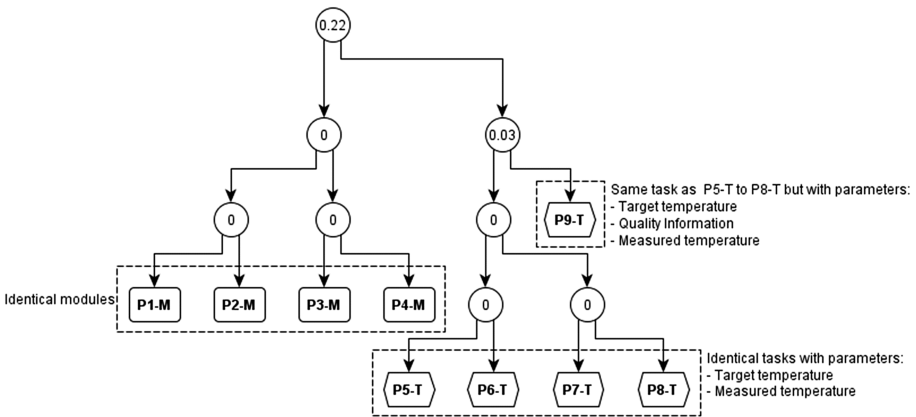 0.22
0
0.03
0
0
0
P9-T
Same task as P5-T to P8-T but with parameters:
- Target temperature
- Quality Information
- Measured temperature
Identical modules
P1-M
P2-M
P3-M
P4-M
0
0
P5-T
P6-T
P7-T
P8-T
Identical tasks with parameters:
- Target temperature
- Measured temperature